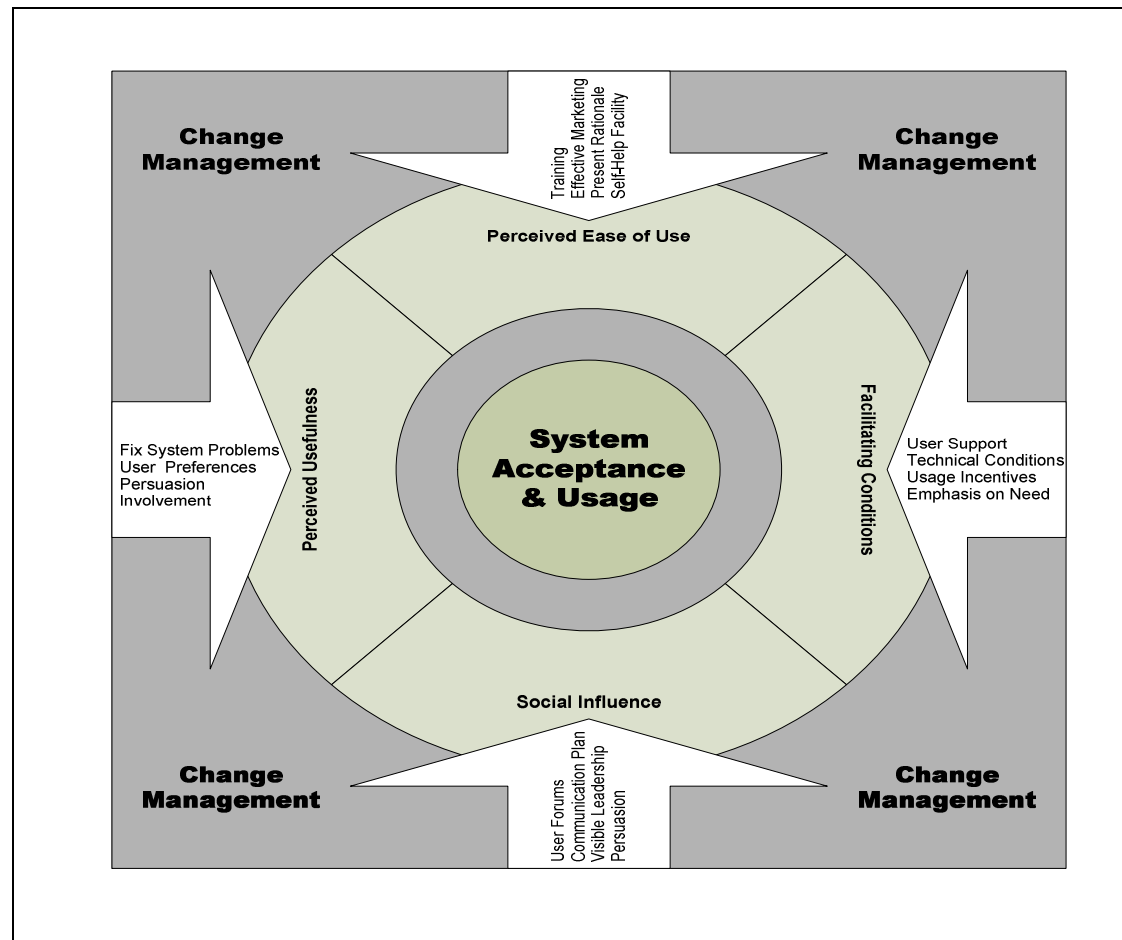 Change
Management
Change
Management
Training
Effective Marketing
Present Rationale
Self-Help Facility
Perceived Ease of Use
Fix System Problems
User Preferences
Persuasion
Involvement
Perceived Usefulness
System
Acceptance
& Usage
Facilitating Conditions
User Support
Technical Conditions
Usage Incentives
Emphasis on Need
Social Influence
User Forums
Communication Plan
Visible Leadership
Persuasion
Change
Management
Change
Management